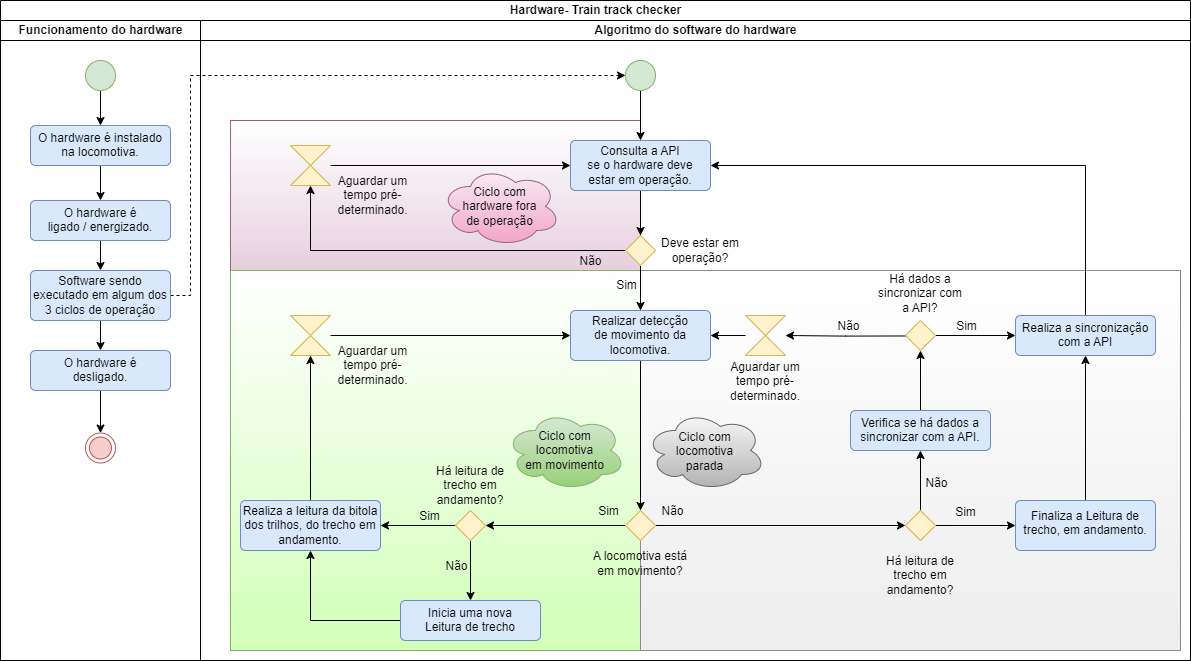 Hardware- Train track checker
Funcionamento do hardware
Algoritmo do software do hardware
O hardware é instalado
na locomotiva.
O hardware é
ligado / energizado.
Software sendo
executado em algum dos
3 ciclos de operação
O hardware é
desligado.
Consulta a API
se o hardware deve
estar em operação.
Aguardar um
tempo pré-
determinado.
Ciclo com
hardware fora
de operação
Deve estar em
operação?
Não
Sim
Realizar detecção
de movimento da
locomotiva.
Aguardar um
tempo pré-
determinado.
Aguardar um
tempo pré-
determinado.
Não
Há dados a
sincronizar com
a API?
Sim
Realiza a sincronização
com a API
Ciclo com
locomotiva
em movimento
Ciclo com
locomotiva
parada
Verifica se há dados a
sincronizar com a API.
Não
Há leitura de
trecho em
andamento?
Realiza a leitura da bitola
dos trilhos, do trecho em
andamento.
Sim
Sim
Não
A locomotiva está
em movimento?
Sim
Há leitura de
trecho em
andamento?
Finaliza a Leitura de
trecho, em andamento.
Não
Inicia uma nova
Leitura de trecho